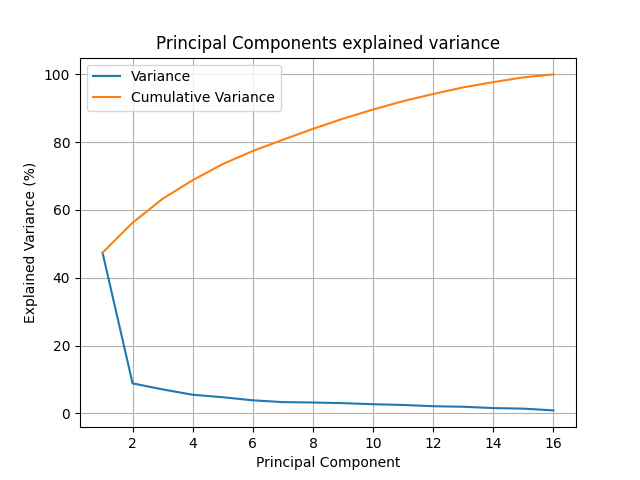 Principal Components explained variance
Variance
Cumulative Variance
100
80
60
40
20
0
Explained Variance (%)
2 4 6 8 10 12 14 16
Principal Component